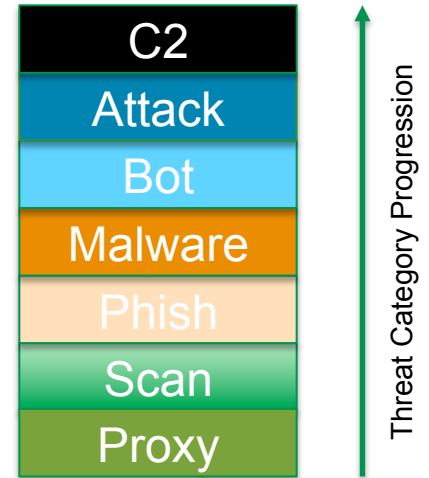 C2
Attack
Bot
Malware
Phish
Scan
Proxy
Threat Category Progression